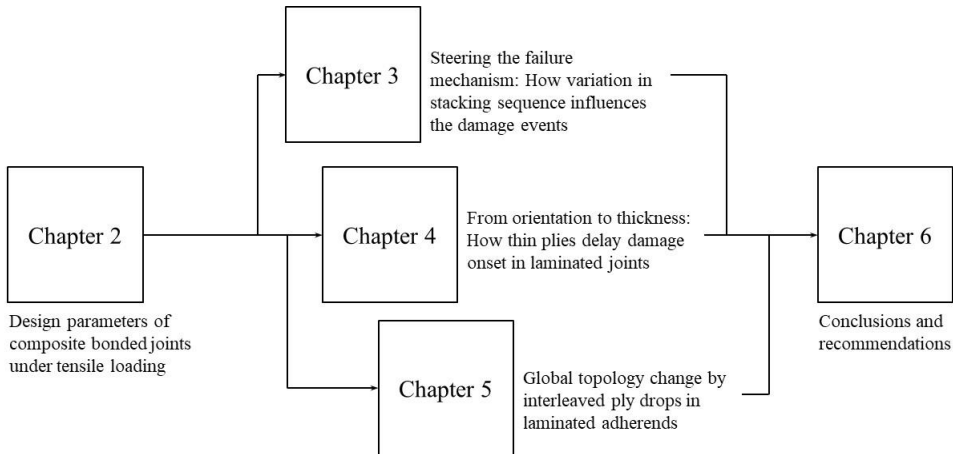 Chapter 3
Steering the failure
mechanism: How variation in
stacking sequence influences
the damage events
Chapter 2
Design parameters of
composite bonded joints
under tensile loading
Chapter 4
From orientation to thickness:
How thin plies delay damage
onset in laminated joints
Chapter 6
Conclusions and
recommendations
Chapter 5
Global topology change by
interleaved ply drops in
laminated adherends